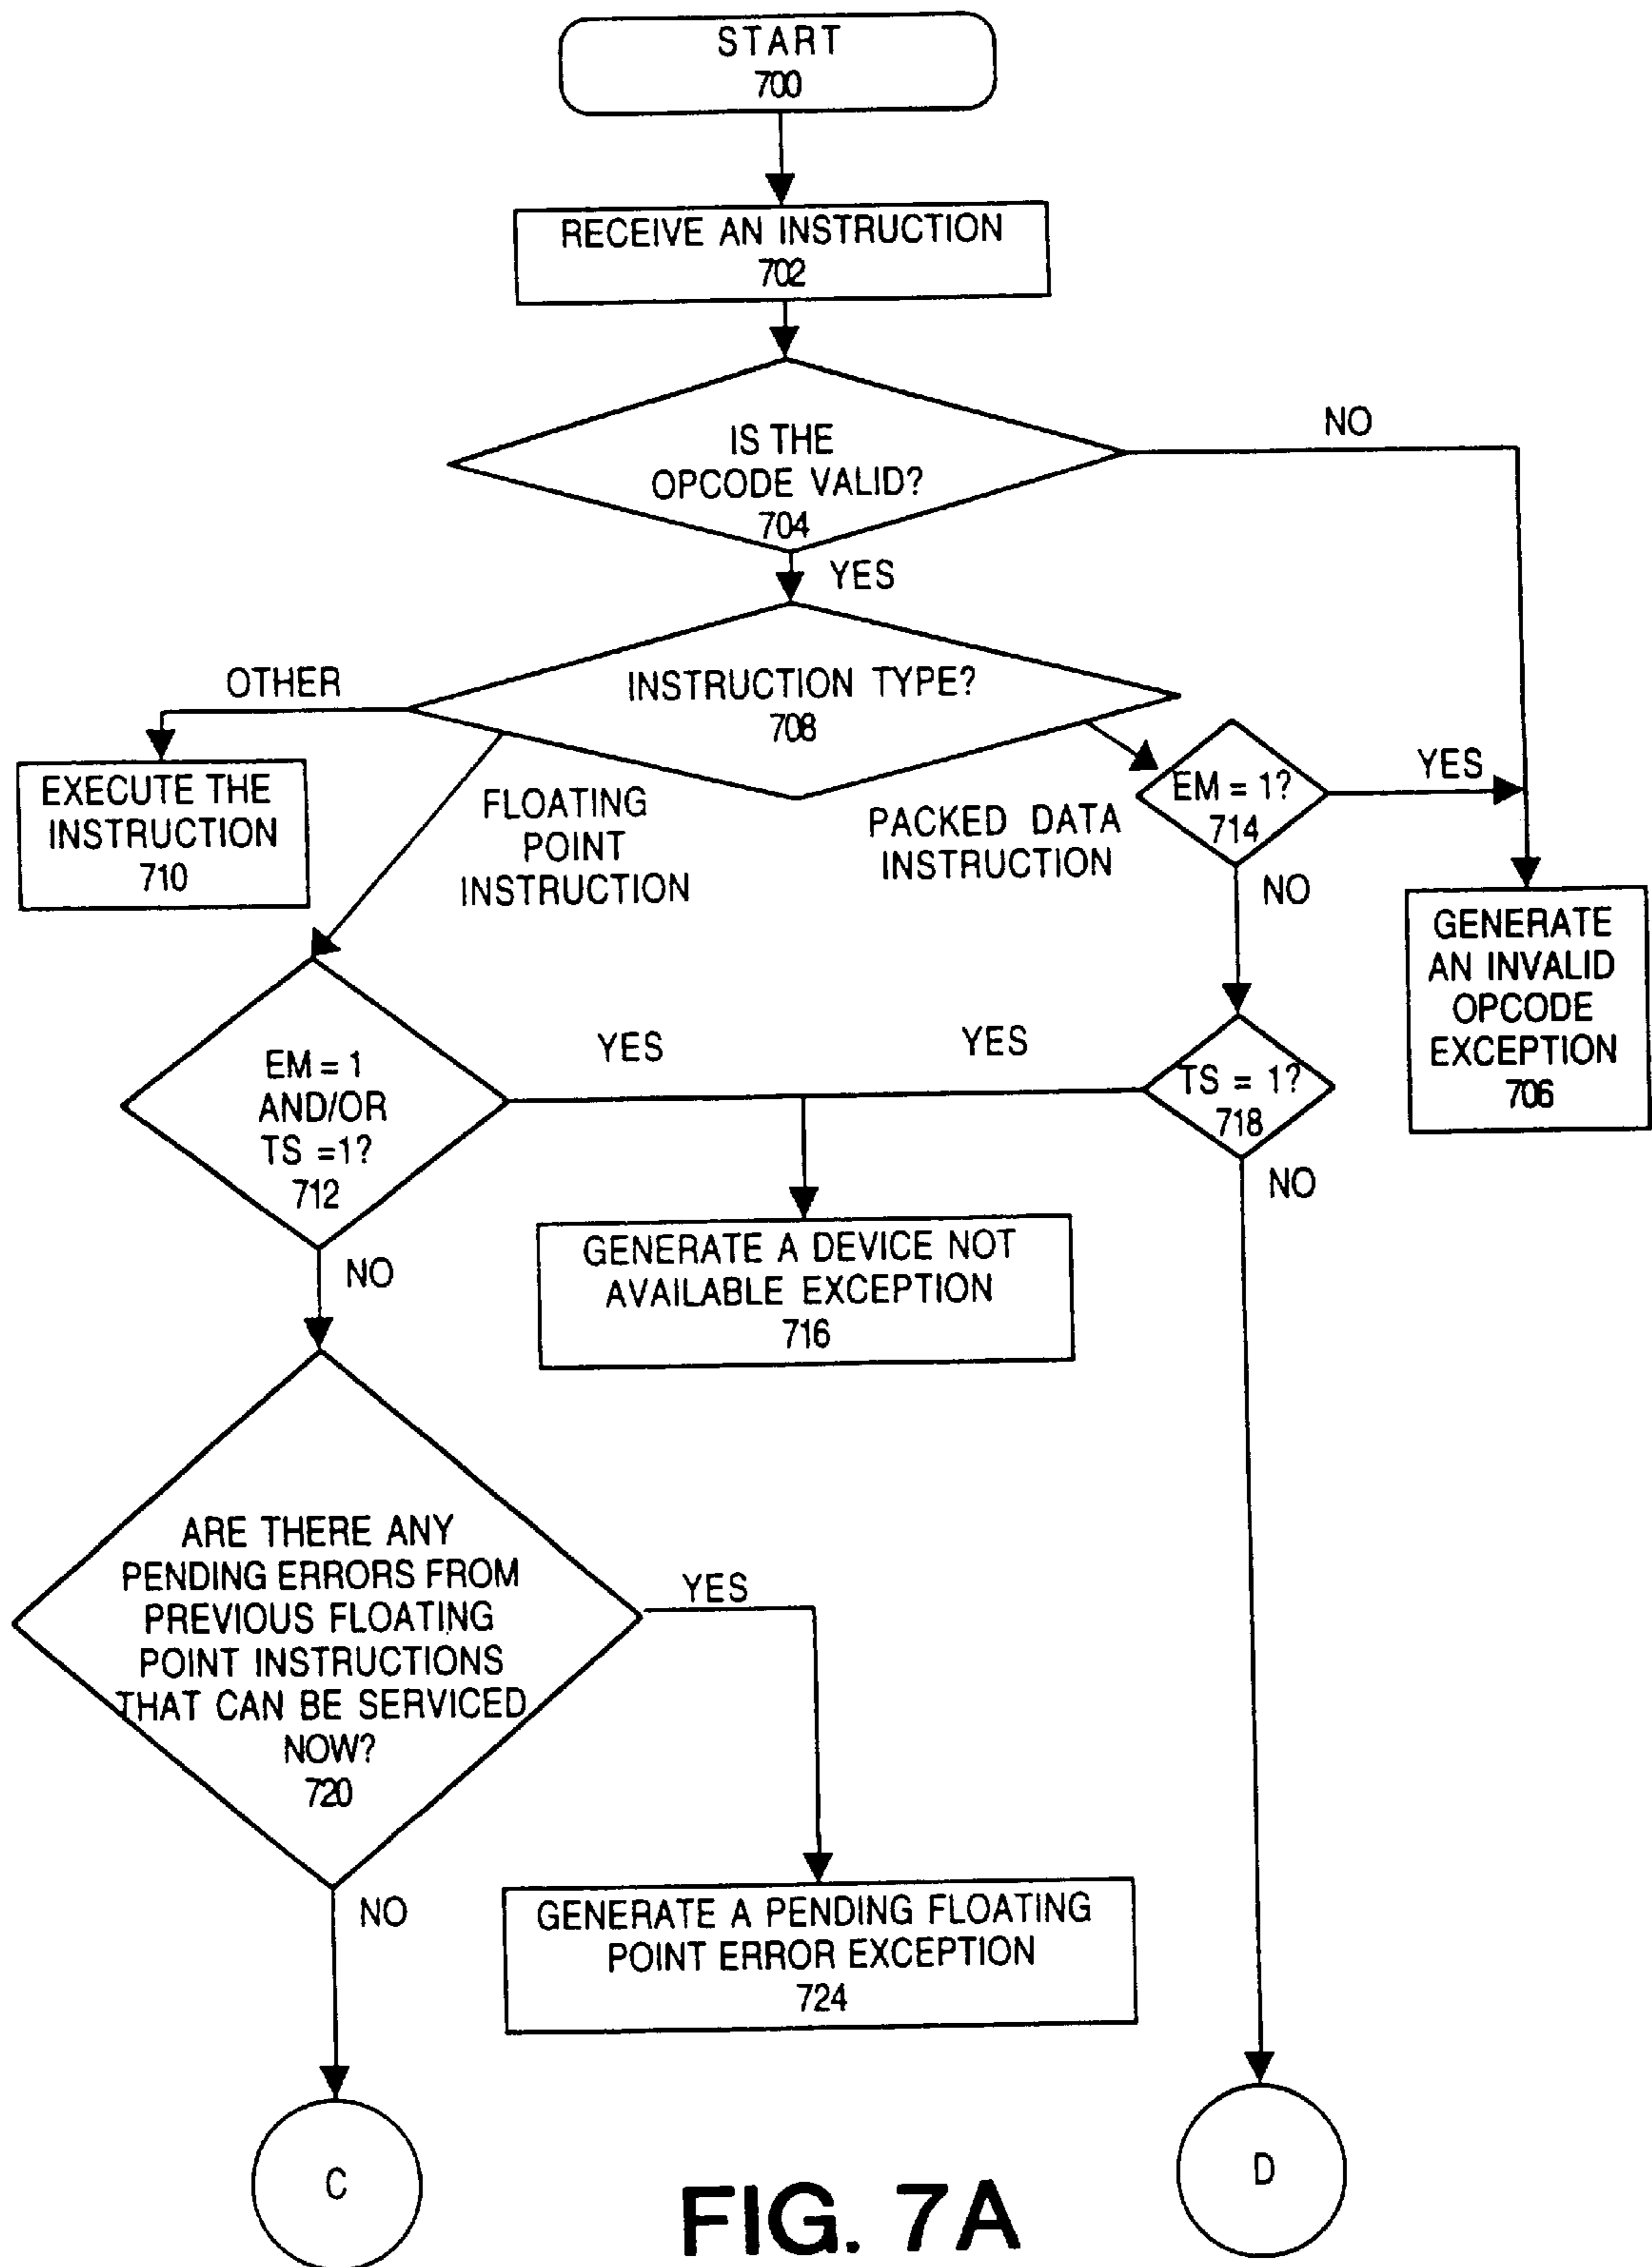 START
700
RECEIVE AN INSTRUCTION
702
IS THE
OPCODE VALID?
704
NO
YES
INSTRUCTION TYPE?
708
OTHER
EXECUTE THE
INSTRUCTION
710
FLOATING
POINT
INSTRUCTION
PACKED DATA
INSTRUCTION
EM = 1?
714
YES
NO
GENERATE
AN INVALID
OPCODE
EXCEPTION
706
EM = 1
AND/OR
TS =1?
712
YES
YES
TS = 1?
718
NO
NO
GENERATE A DEVICE NOT
AVAILABLE EXCEPTION
716
ARE THERE ANY
PENDING ERRORS FROM
PREVIOUS FLOATING
POINT INSTRUCTIONS
THAT CAN BE SERVICED
NOW?
720
YES
NO
GENERATE A PENDING FLOATING
POINT ERROR EXCEPTION
724
C
D
FIG. 7A